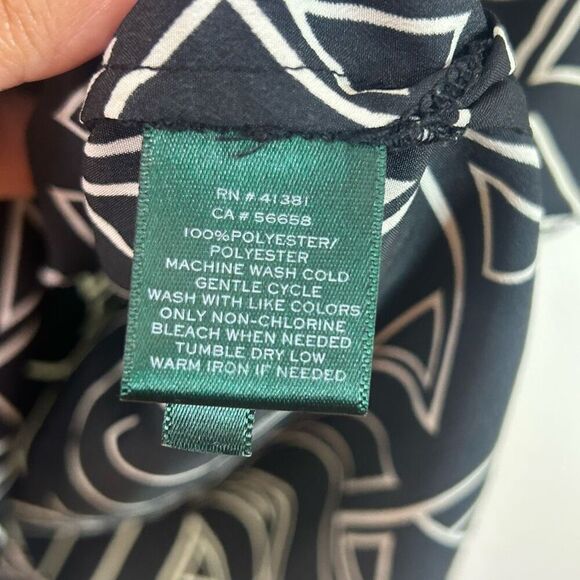 RN # 41381
CA # 56658
100%POLYESTER/
POLYESTER
MACHINE WASH COLD
GENTLE CYCLE
WASH WITH LIKE COLORS
ONLY NON-CHLORINE
BLEACH WHEN NEEDED
TUMBLE DRY LOW
WARM IRON IF NEEDED